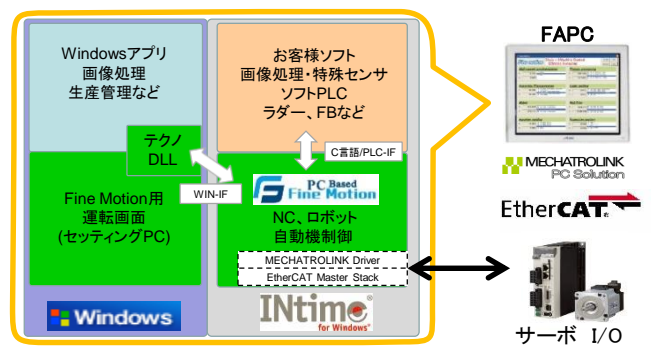 Windowsアプリ
画像処理
生産管理など
お客様ソフト
画像処理・特殊センサ
ソフトPLC
ラダー、FBなど
テクノ
DLL
C言語/PLC-IF
WIN-IF
PC Based
Fine Motion
Fine Motion用
運転画面
(セッティングPC)
NC、ロボット
自動機制御
MECHATROLINK Driver
EtherCAT Master Stack
Windows
INtime®
for Windows®
FAPC
MECHATROLINK
PC Solution
EtherCAT®
サーボ I/O